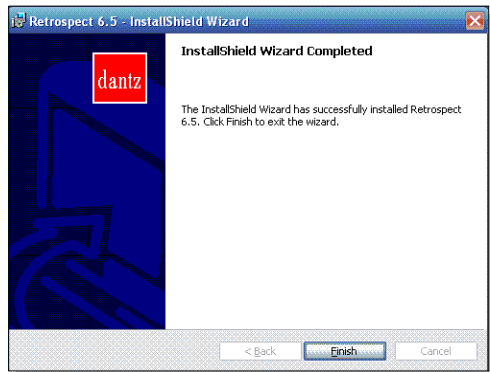 Retrospect 6.5 - InstallShield Wizard
dantz
InstallShield Wizard Completed
The InstallShield Wizard has successfully installed Retrospect
6.5. Click Finish to exit the wizard.
< Back
Finish
Cancel